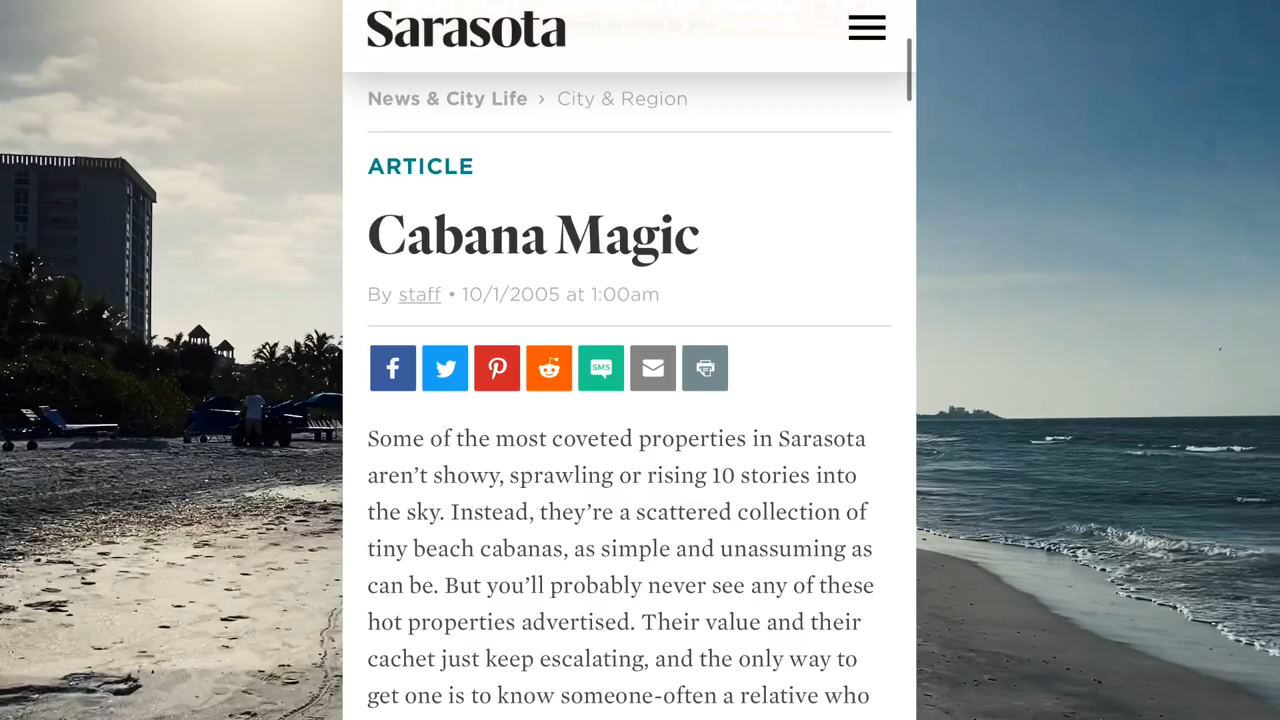 Sarasota
News & City Life › City & Region
ARTICLE
Cabana Magic
By staff • 10/1/2005 at 1:00am
SMS
Some of the most coveted properties in Sarasota
aren’t showy, sprawling or rising 10 stories into
the sky. Instead, they’re a scattered collection of
tiny beach cabanas, as simple and unassuming as
can be. But you’ll probably never see any of these
hot properties advertised. Their value and their
cachet just keep escalating, and the only way to
get one is to know someone-often a relative who